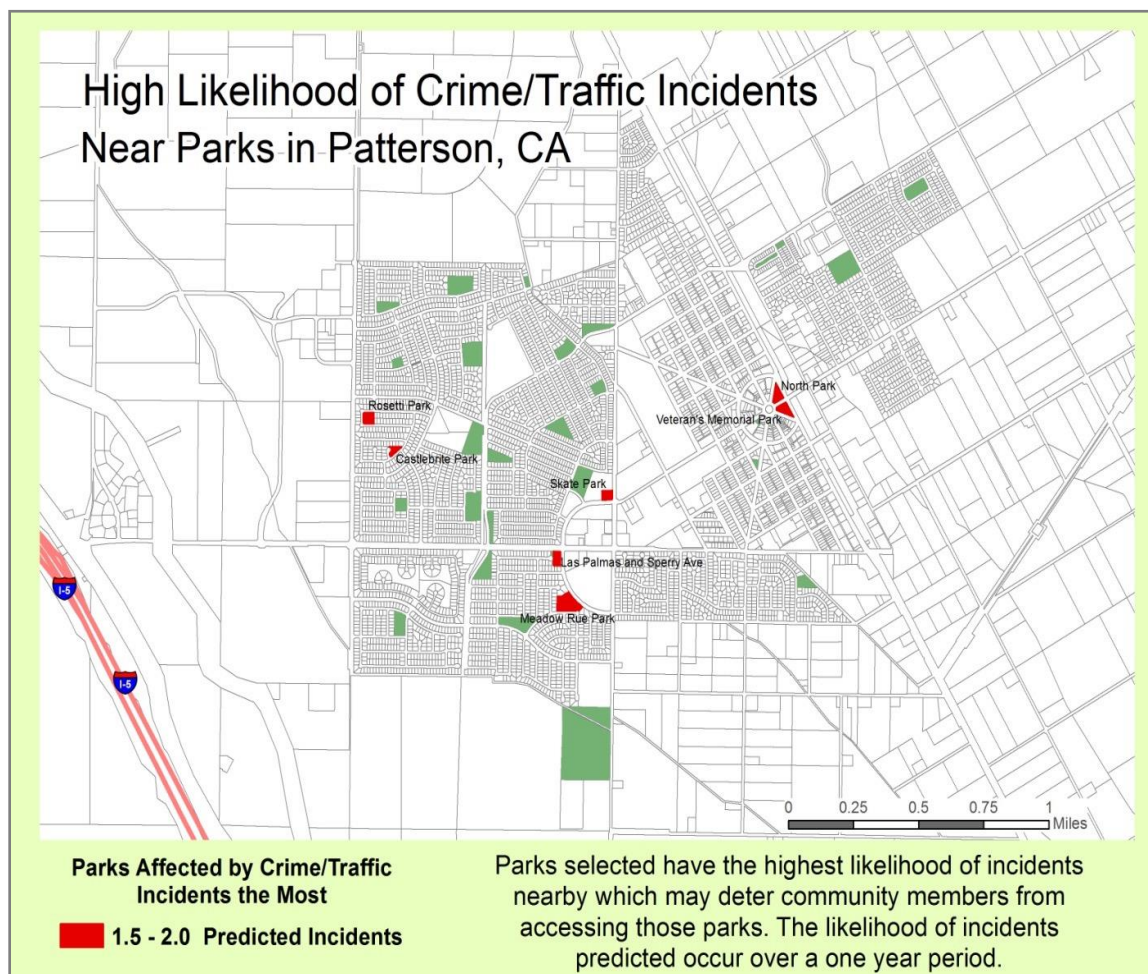 High Likelihood of Crime/Traffic Incidents
Near Parks in Patterson, CA
North Park
Rosetti Park
Veteran's Memorial Park
Castlebrite Park
Skate Park
Las Palmas and Sperry Ave
I-5
Meadow Rue Park
I-5
0 0.25 0.5 0.75 1
Miles
Parks Affected by Crime/Traffic
Incidents the Most
1.5 - 2.0 Predicted Incidents
Parks selected have the highest likelihood of incidents
nearby which may deter community members from
accessing those parks. The likelihood of incidents
predicted occur over a one year period.